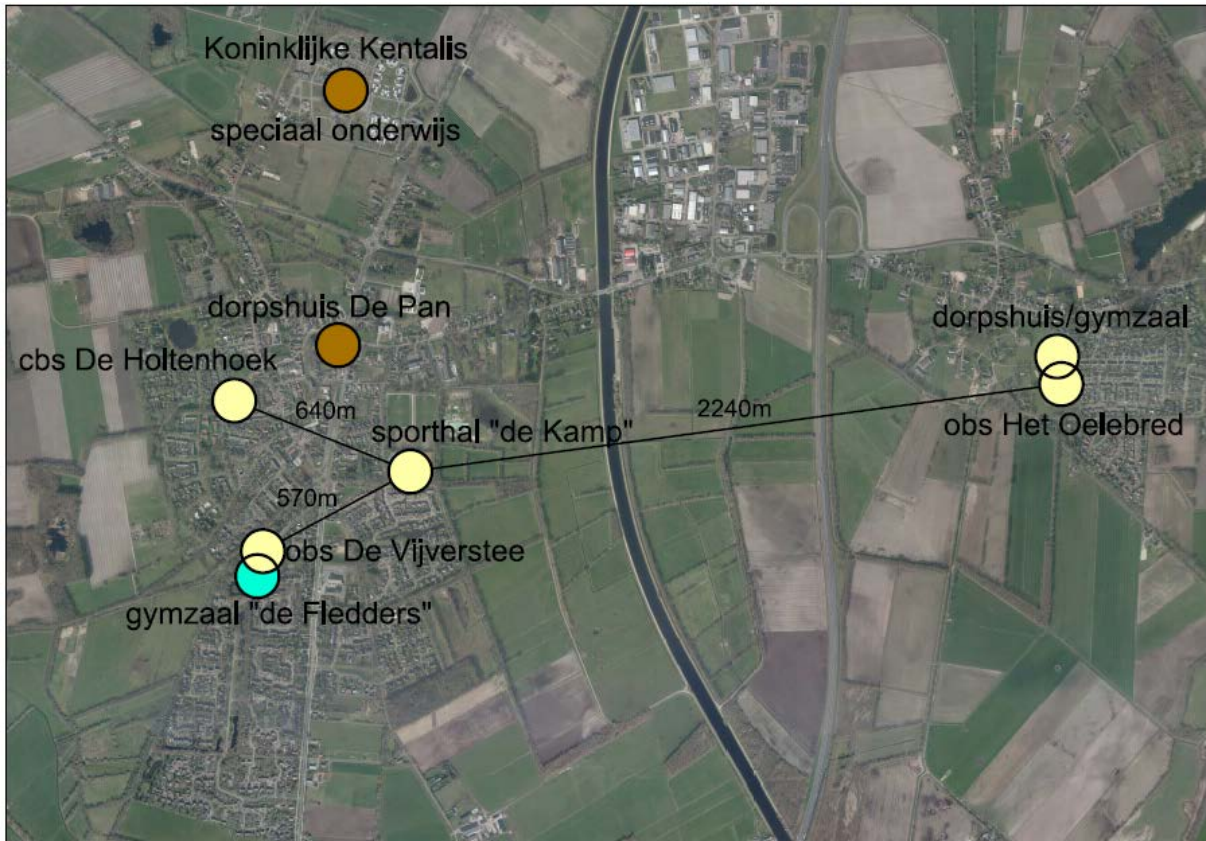 Koninklijke Kentalis
speciaal onderwijs
dorpshuis De Pan
cbs De Holtenhoek
640m
sporthal "de Kamp"
570m
obs De Vijverstee
gymzaal "de Fledders"
2240m
dorpshuis/gymzaal
obs Het Oelebred